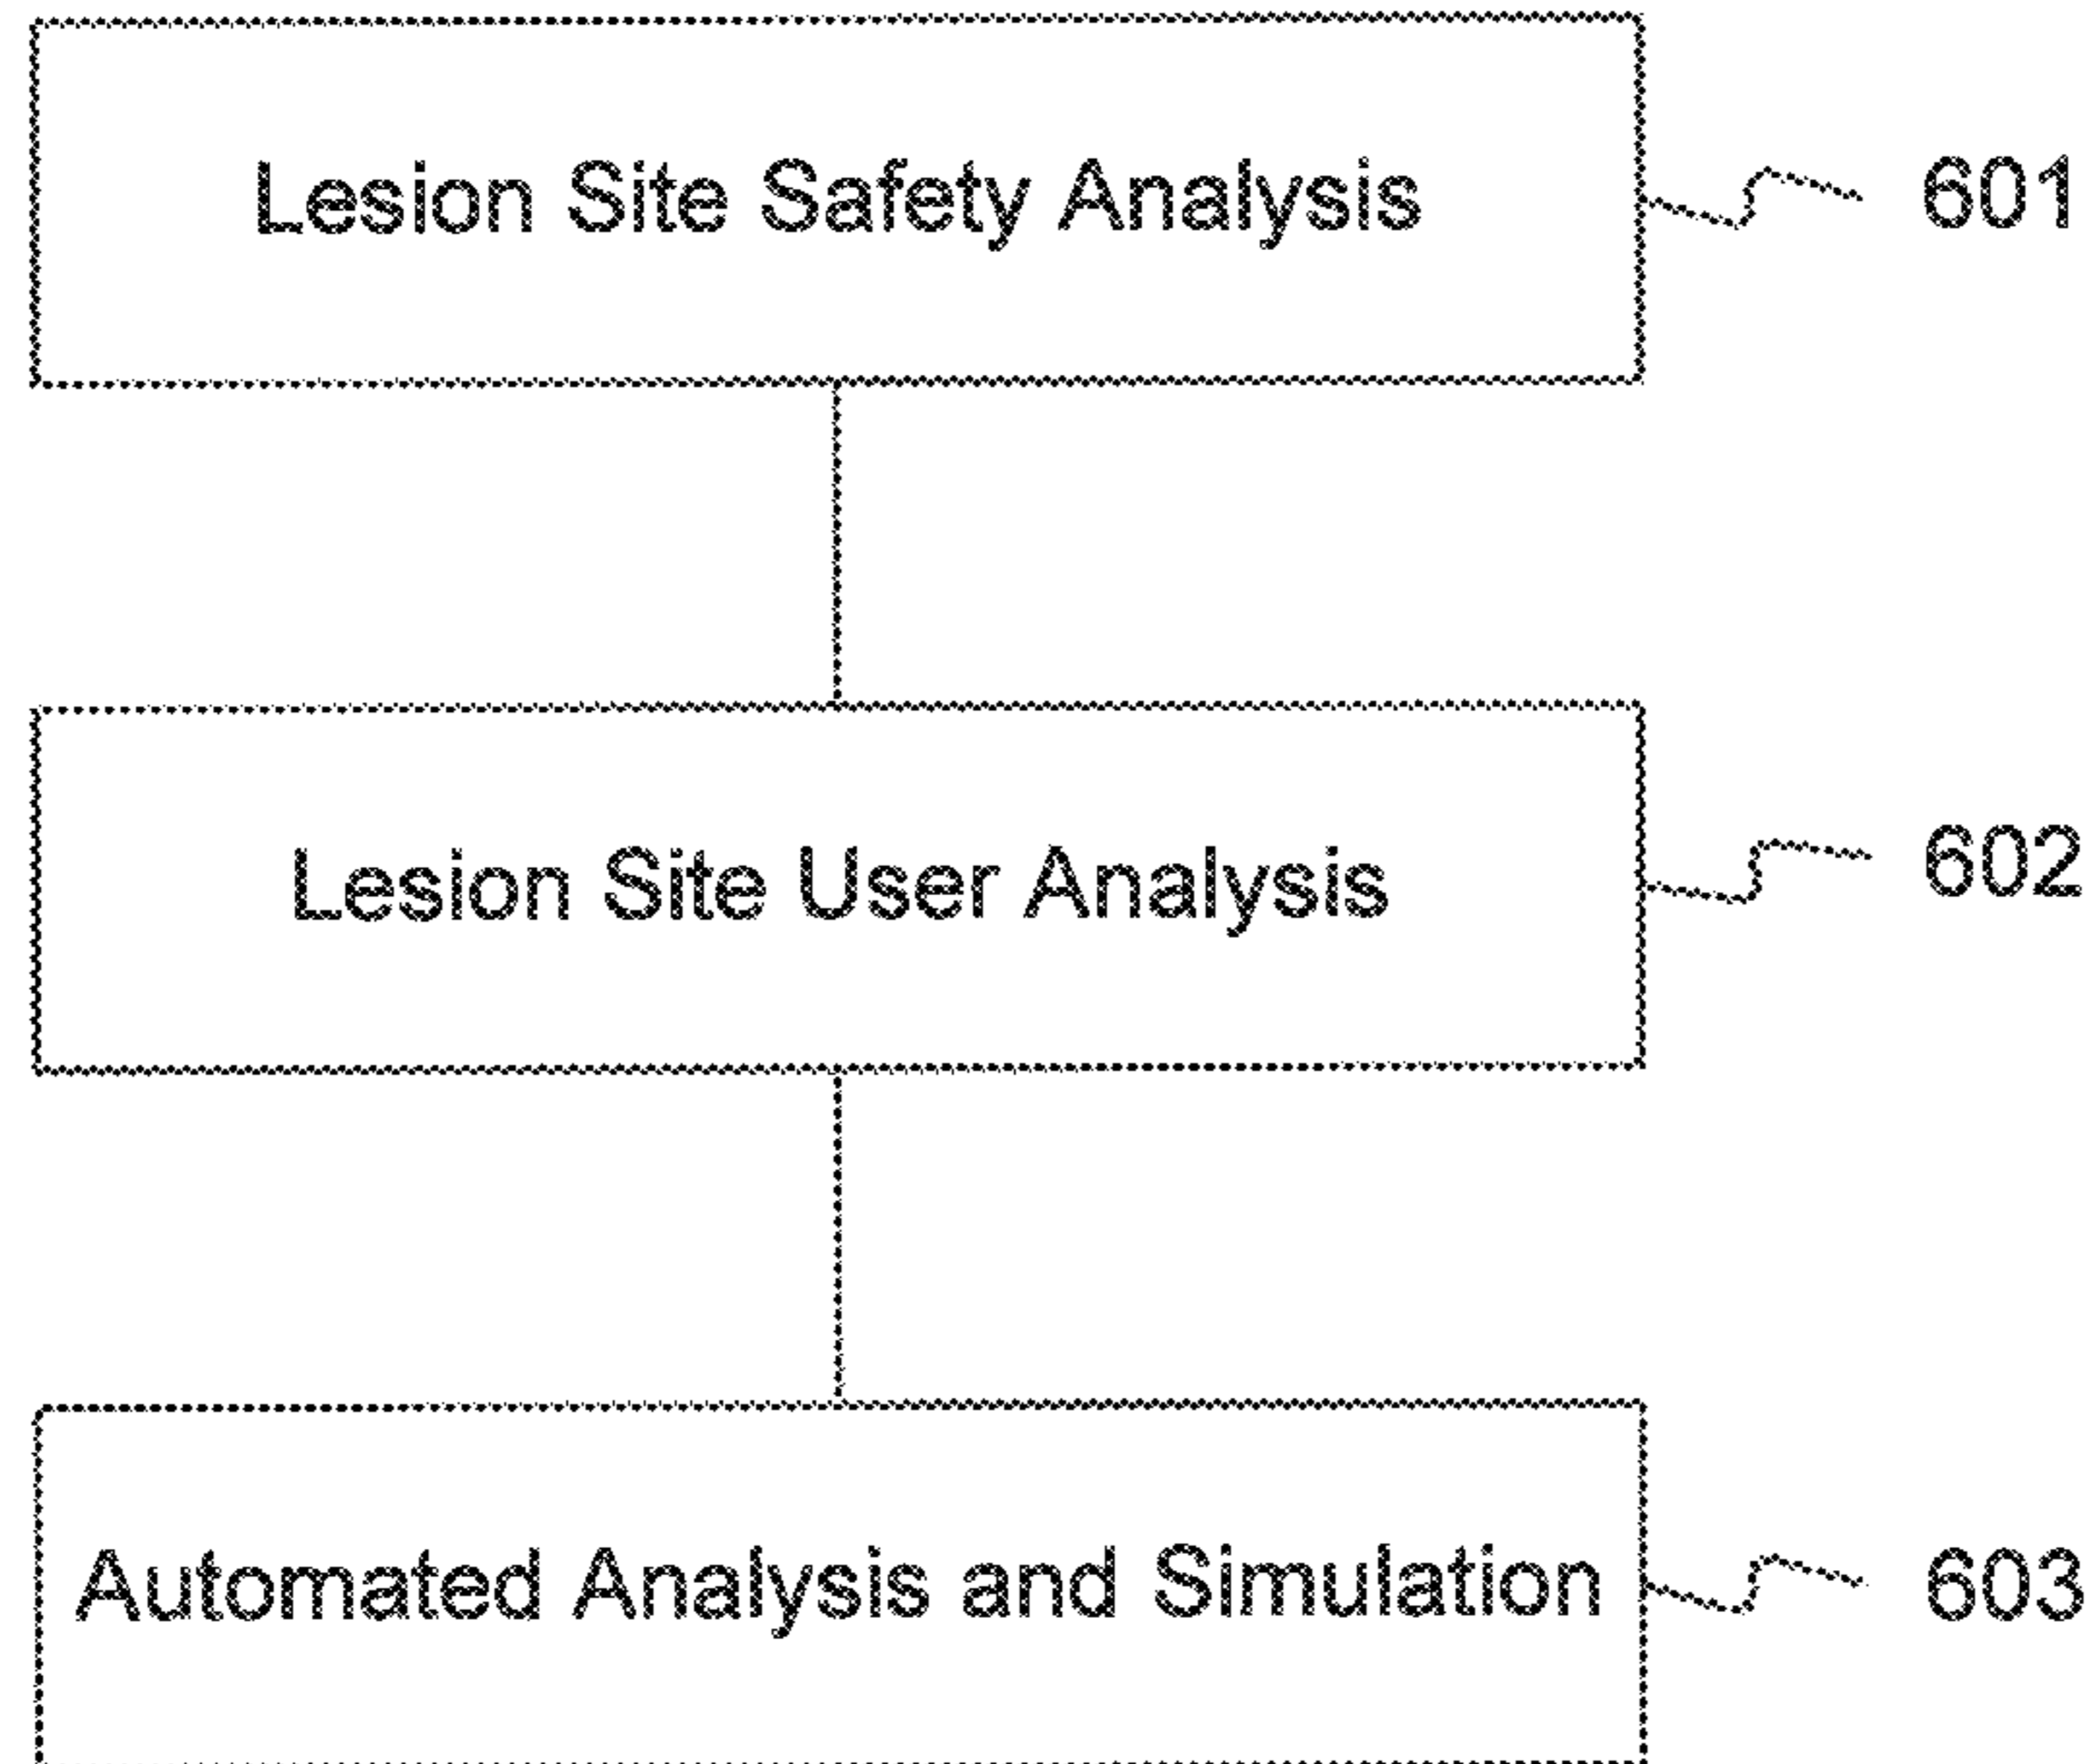 Lesion Site Safety Analysis 601
Lesion Site User Analysis 602
Automated Analysis and Simulation 603